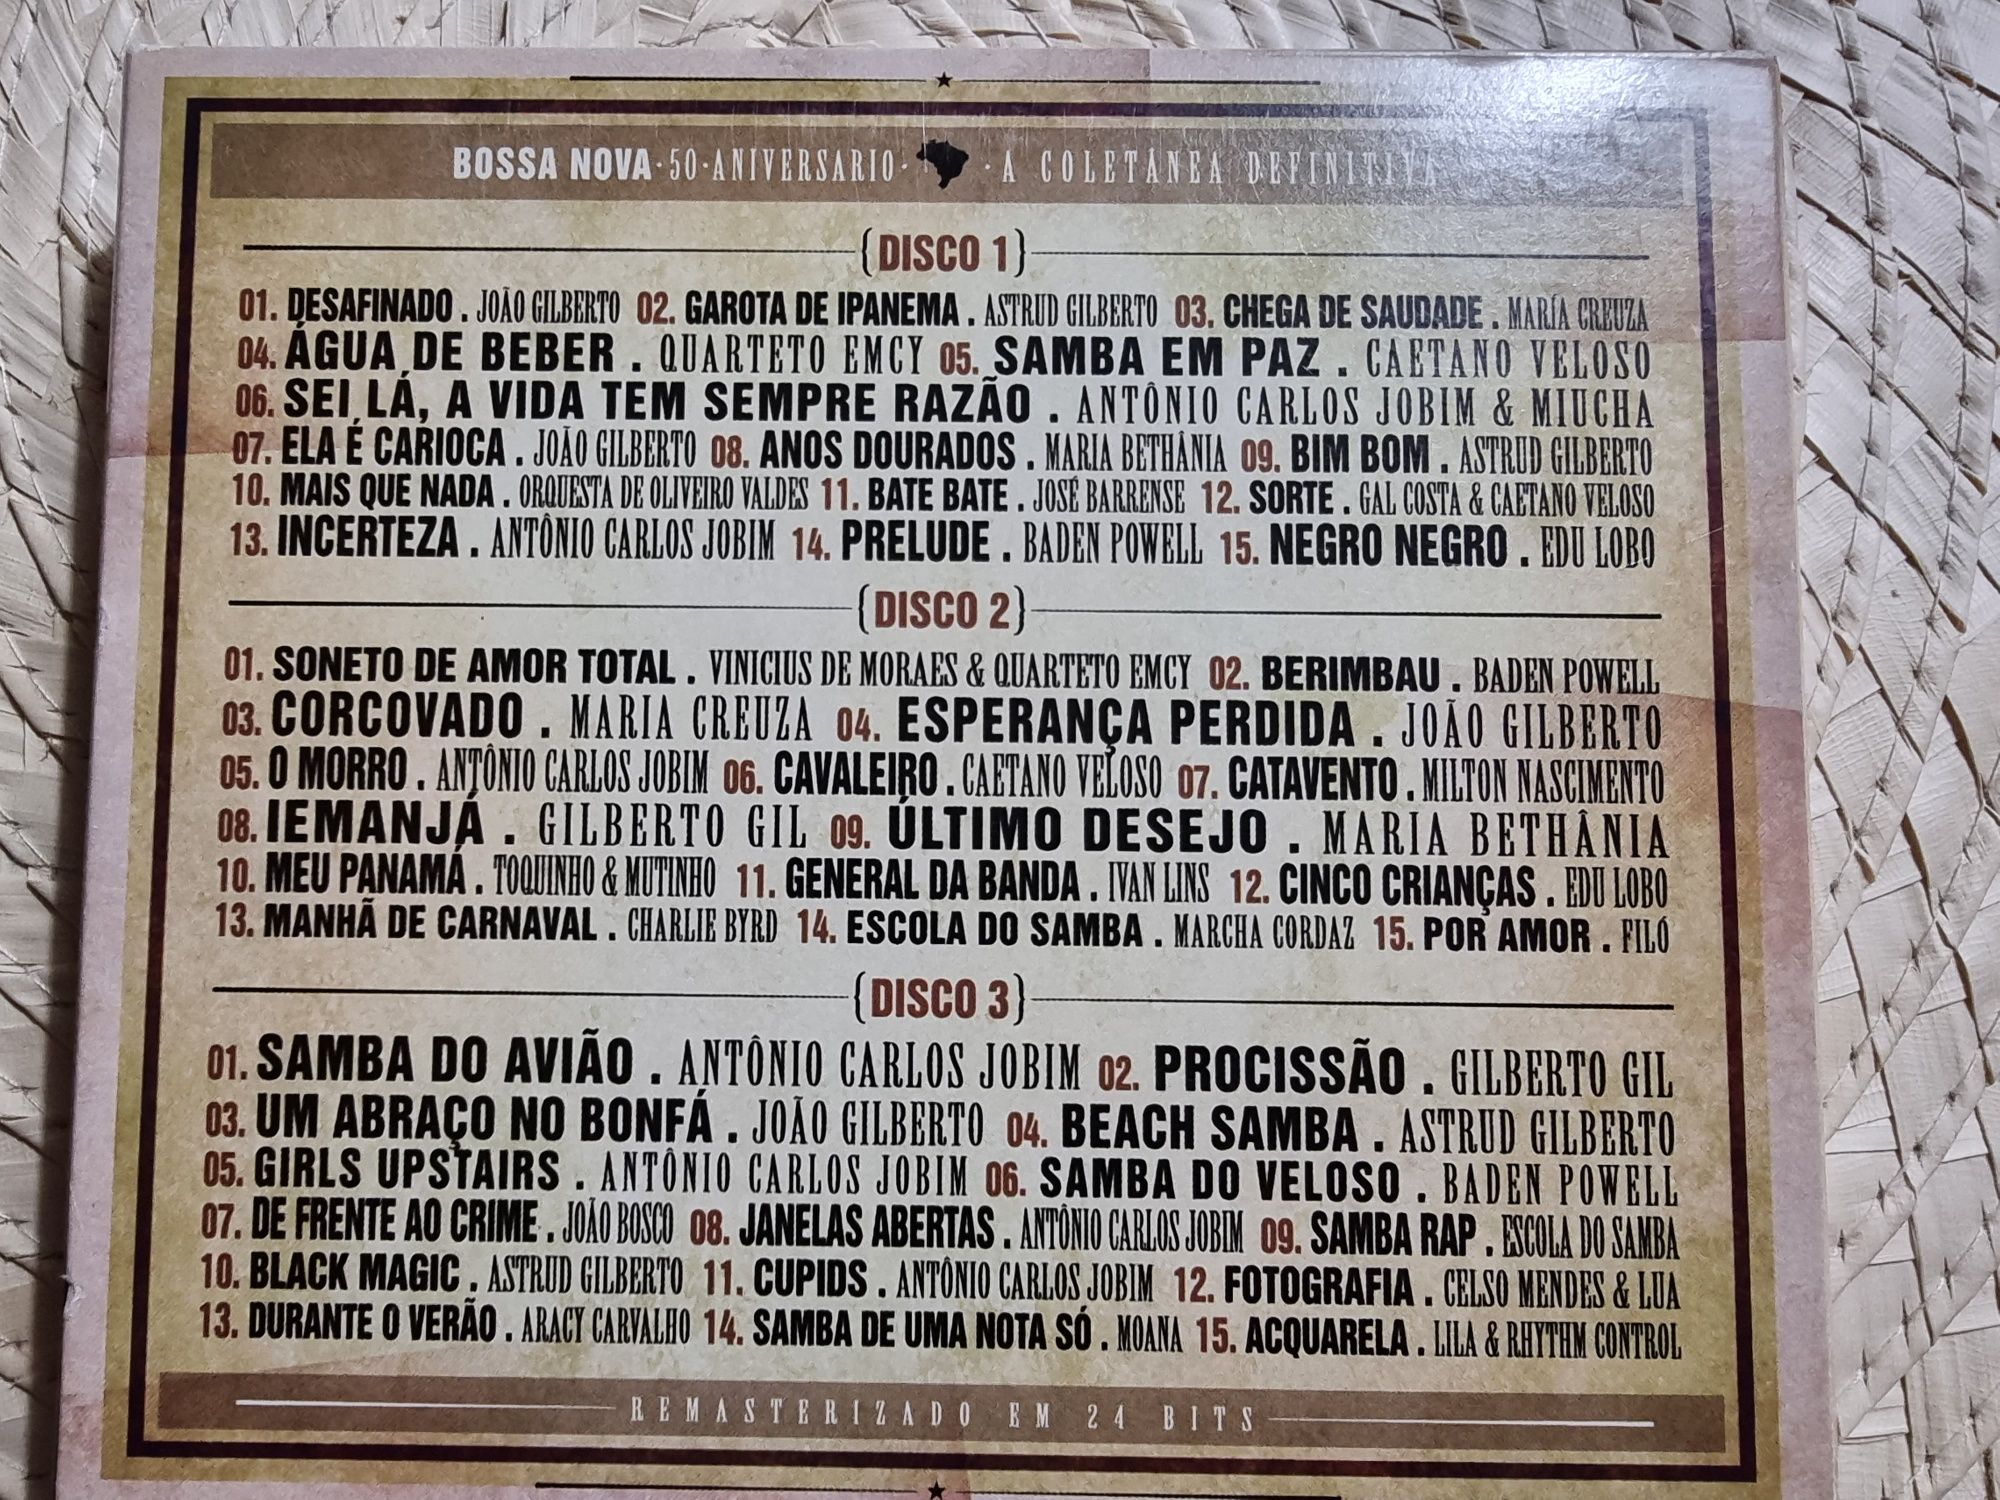 BOSSA NOVA · 50 · ANIVERSARIO · · A COLETÂNEA DEFINITIVA
{DISCO 1}
01. DESAFINADO . JOÃO GILBERTO 02. GAROTA DE IPANEMA . ASTRUD GILBERTO 03. CHEGA DE SAUDADE . MARÍA CREUZA
04. ÁGUA DE BEBER . QUARTETO EMCY 05. SAMBA EM PAZ . CAETANO VELOSO
06. SEI LÁ, A VIDA TEM SEMPRE RAZÃO . ANTÔNIO CARLOS JOBIM & MIUCHA
07. ELA É CARIOCA . JOÃO GILBERTO 08. ANOS DOURADOS . MARIA BETHÂNIA 09. BIM BOM . ASTRUD GILBERTO
10. MAIS QUE NADA . ORQUESTA DE OLIVEIRO VALDES 11. BATE BATE . JOSÉ BARRENSE 12. SORTE . GAL COSTA & CAETANO VELOSO
13. INCERTEZA . ANTÔNIO CARLOS JOBIM 14. PRELUDE . BADEN POWELL 15. NEGRO NEGRO . EDU LOBO
{DISCO 2}
01. SONETO DE AMOR TOTAL . VINICIUS DE MORAES & QUARTETO EMCY 02. BERIMBAU . BADEN POWELL
03. CORCOVADO . MARIA CREUZA 04. ESPERANÇA PERDIDA . JOÃO GILBERTO
05. O MORRO . ANTÔNIO CARLOS JOBIM 06. CAVALEIRO . CAETANO VELOSO 07. CATAVENTO . MILTON NASCIMENTO
08. IEMANJÁ . GILBERTO GIL 09. ÚLTIMO DESEJO . MARIA BETHÂNIA
10. MEU PANAMÁ . TOQUINHO & MUTINHO 11. GENERAL DA BANDA . IVAN LINS 12. CINCO CRIANÇAS . EDU LOBO
13. MANHÃ DE CARNAVAL . CHARLIE BYRD 14. ESCOLA DO SAMBA . MARCHA CORDAZ 15. POR AMOR . FILÓ
{DISCO 3}
01. SAMBA DO AVIÃO . ANTÔNIO CARLOS JOBIM 02. PROCISSÃO . GILBERTO GIL
03. UM ABRAÇO NO BONFÁ . JOÃO GILBERTO 04. BEACH SAMBA . ASTRUD GILBERTO
05. GIRLS UPSTAIRS . ANTÔNIO CARLOS JOBIM 06. SAMBA DO VELOSO . BADEN POWELL
07. DE FRENTE AO CRIME . JOÃO BOSCO 08. JANELAS ABERTAS . ANTÔNIO CARLOS JOBIM 09. SAMBA RAP . ESCOLA DO SAMBA
10. BLACK MAGIC . ASTRUD GILBERTO 11. CUPIDS . ANTÔNIO CARLOS JOBIM 12. FOTOGRAFIA . CELSO MENDES & LUA
13. DURANTE O VERÃO . ARACY CARVALHO 14. SAMBA DE UMA NOTA SÓ . MOANA 15. ACQUARELA . LILA & RHYTHM CONTROL
REMASTERIZADO EM 24 BITS